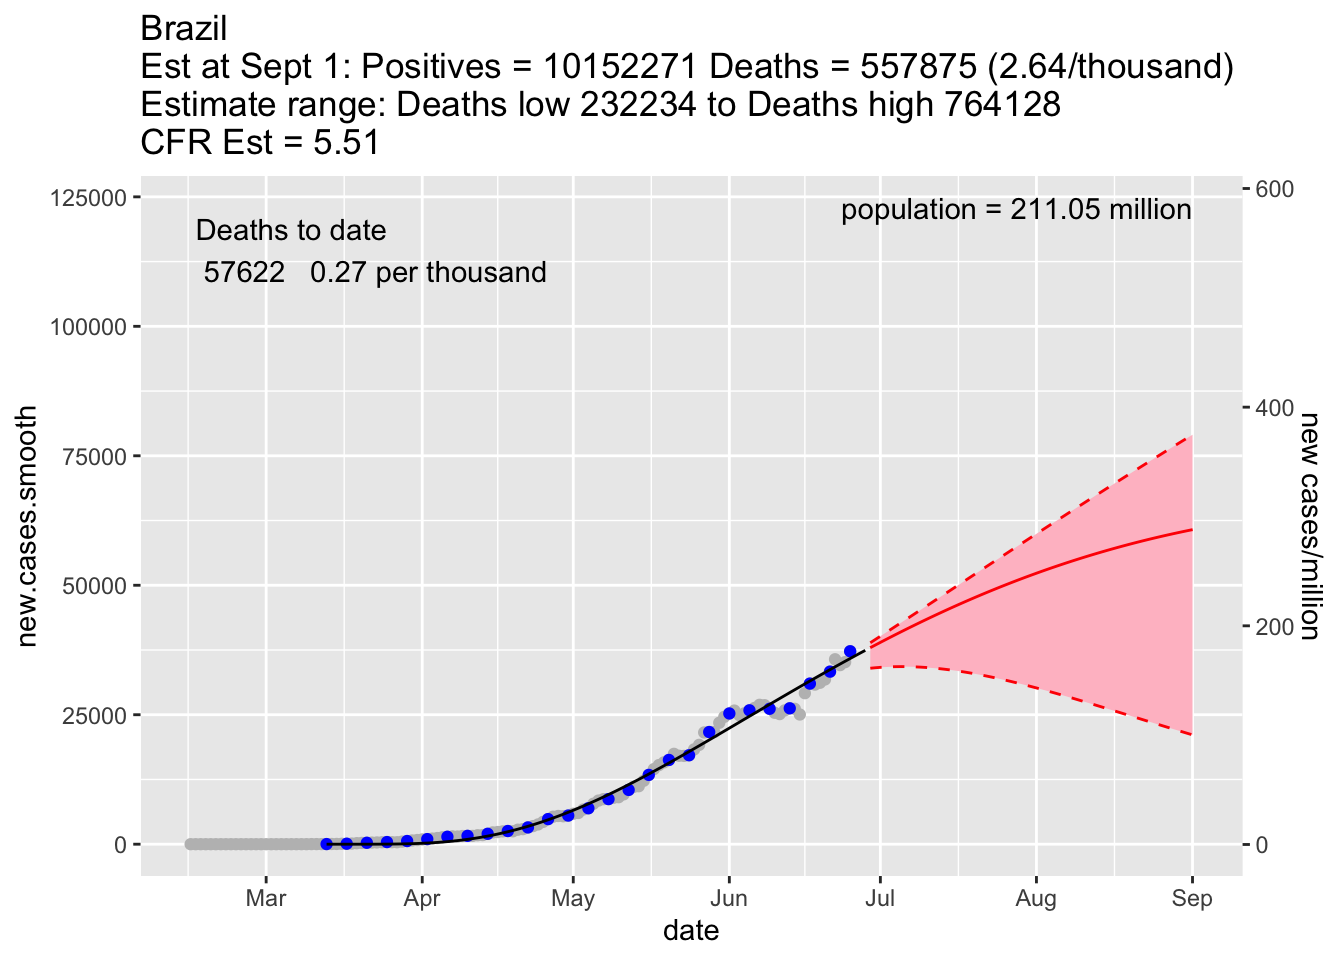 Brazil
Est at Sept 1: Positives = 10152271 Deaths = 557875 (2.64/thousand)
Estimate range: Deaths low 232234 to Deaths high 764128
CFR Est = 5.51
125000
100000
75000
50000
25000
0
new.cases.smooth
Deaths to date
57622 0.27 per thousand
population = 211.05 million
600
400
200
0
new cases/million
Mar Apr May Jun Jul Aug Sep
date